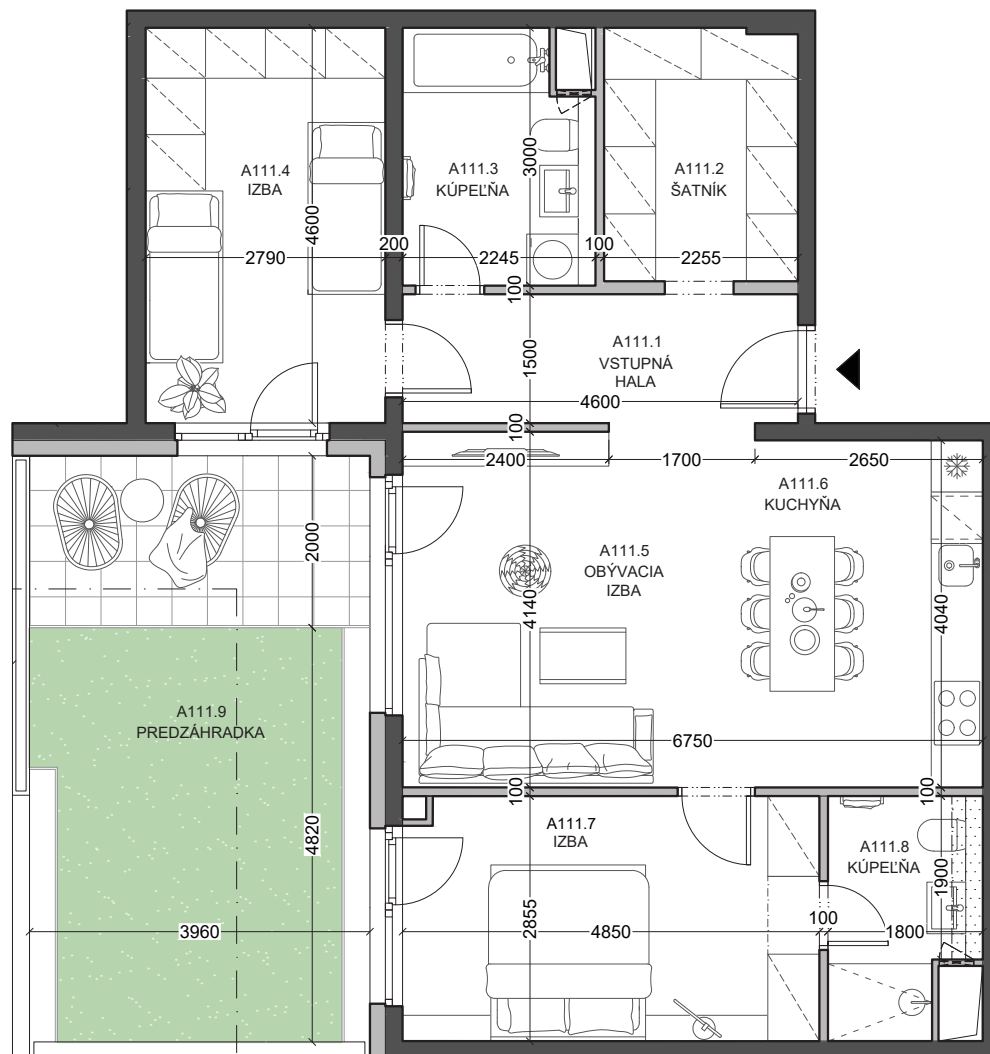 A111.4
IZBA
A111.3
KÚPEĽŇA
A111.2
ŠATNÍK
3000
4600
2790
200
2245
100
2255
100
A111.1
VSTUPNÁ
HALA
1500
4600
100
2400
1700
2650
A111.6
KUCHYŇA
2000
A111.5
OBÝVACIA
IZBA
4140
4040
A111.9
PREDZÁHRADKA
6750
100
100
4820
A111.7
IZBA
A111.8
KÚPEĽŇA
1900
3960
2855
4850
100
1800